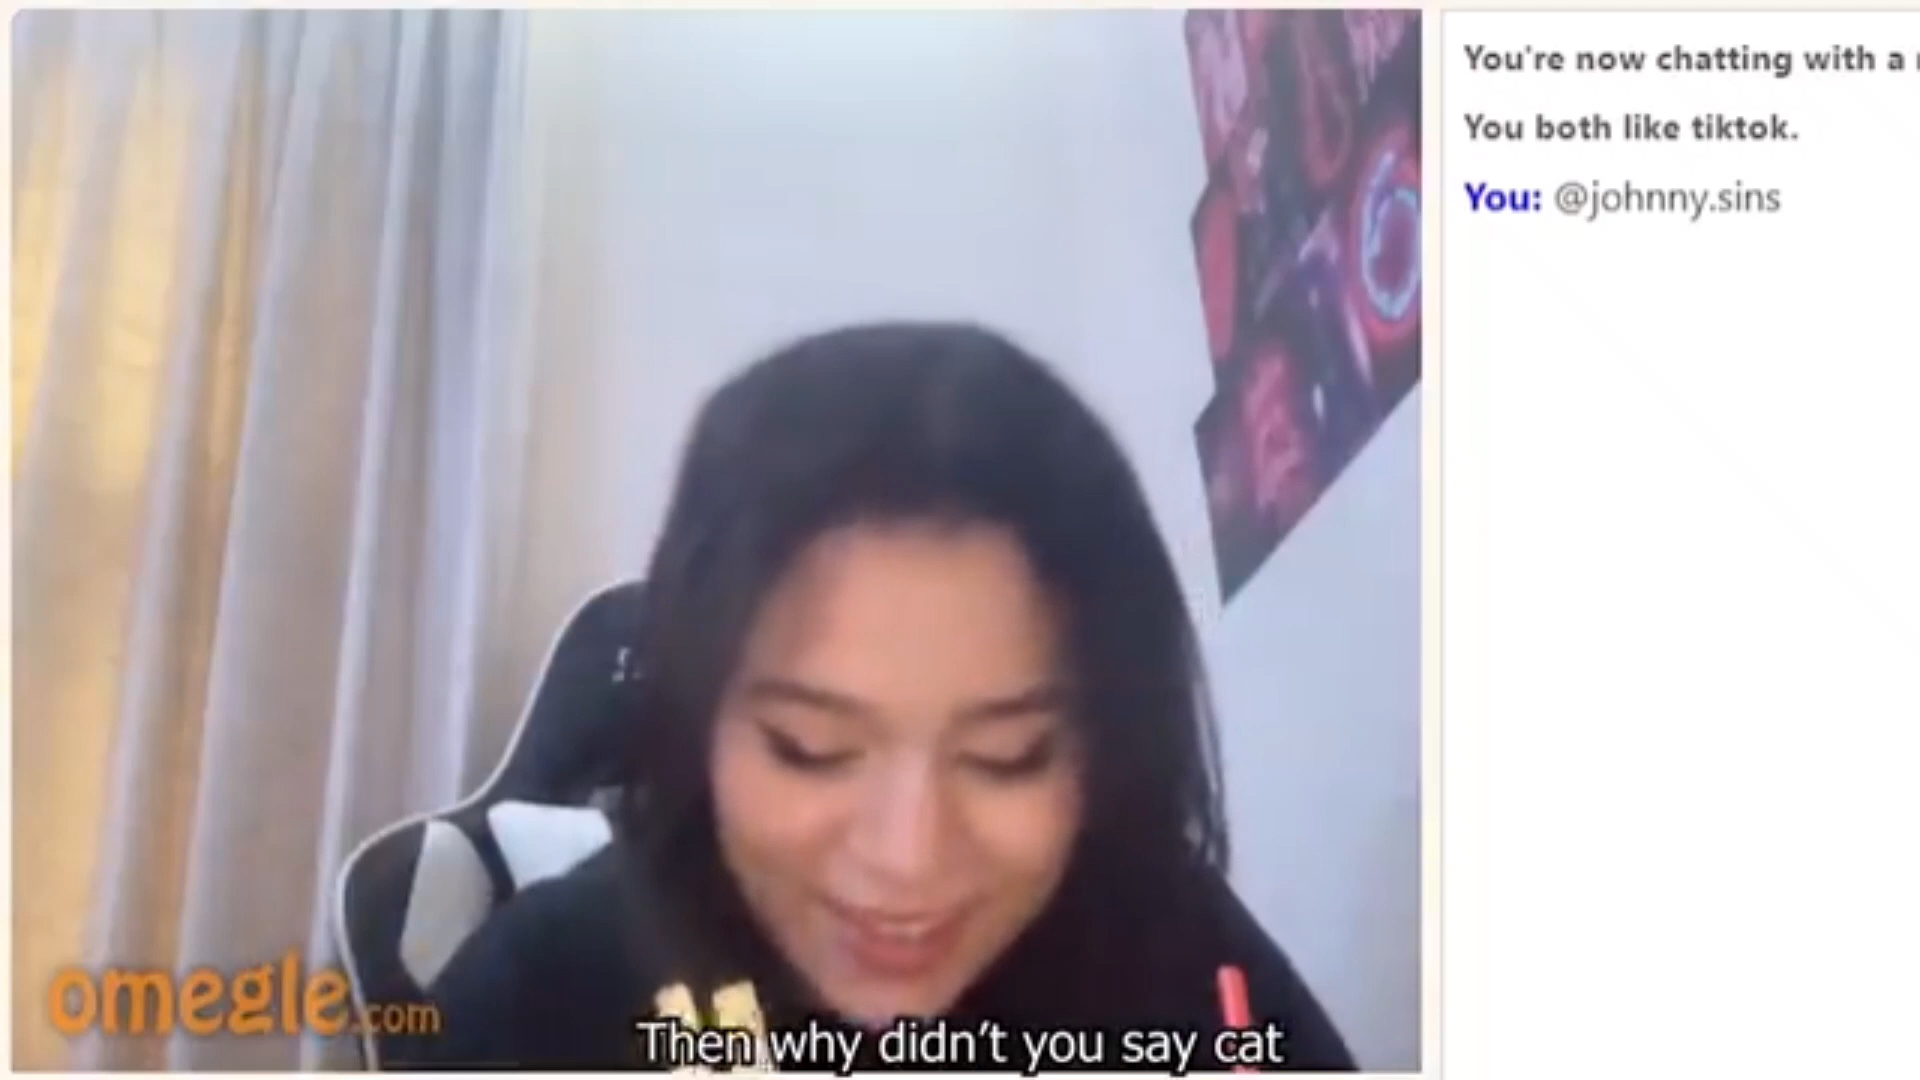 You're now chatting with a
You both like tiktok.
You: @johnny.sins
omegle.com
Then why didn't you say cat